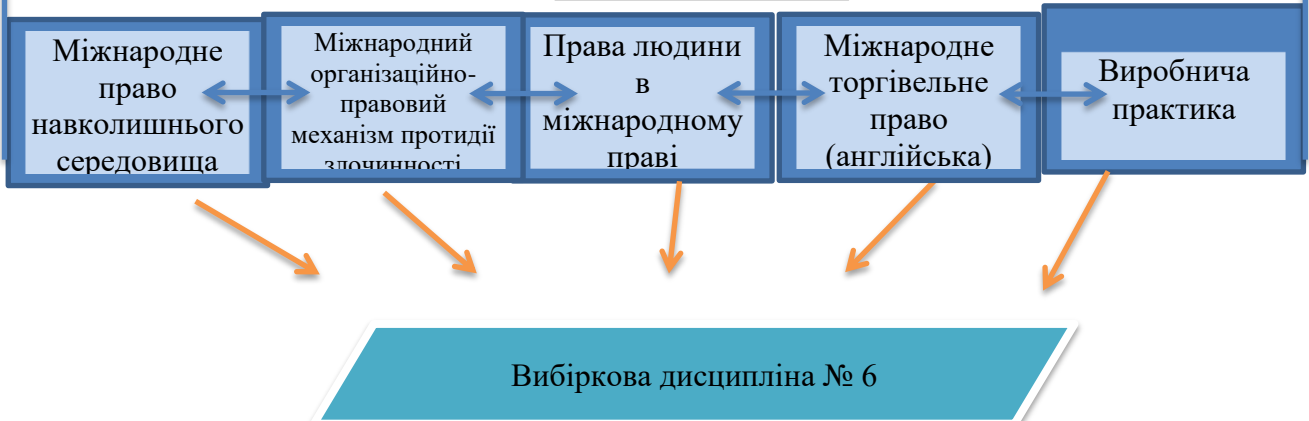 Міжнародне
право
навколишнього
середовища
Міжнародний
організаційно-
правовий
механізм протидії
злочинності
Права людини
в
міжнародному
праві
Міжнародне
торгівельне
право
(англійська)
Виробнича
практика
Вибіркова дисципліна № 6